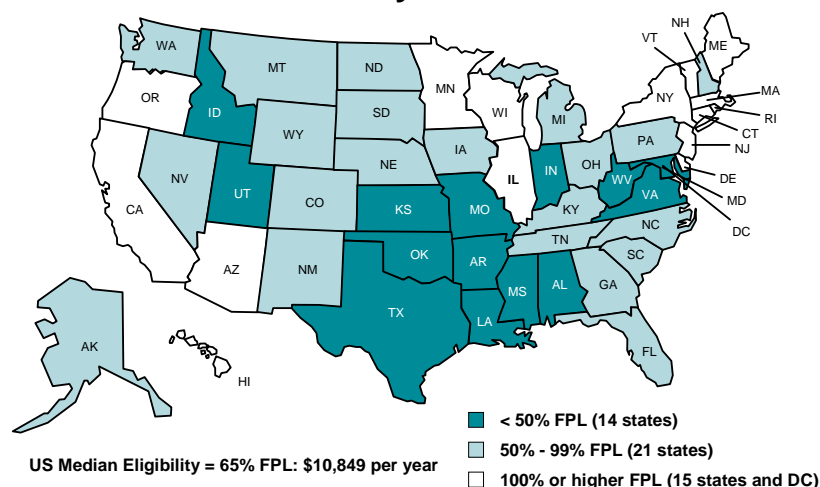 NH
VT
ME
WA
MT
ND
MN
OR
ID
SD
WI
NY
MA
WY
MI
RI
CT
IA
PA
NJ
NE
NV
OH
IL
IN
UT
CO
WV
DE
VA
CA
KS
MO
KY
MD
NC
DC
TN
OK
AZ
NM
AR
SC
MS
AL
GA
TX
LA
AK
FL
HI
< 50% FPL (14 states)
50% - 99% FPL (21 states)
US Median Eligibility = 65% FPL: $10,849 per year
100% or higher FPL (15 states and DC)